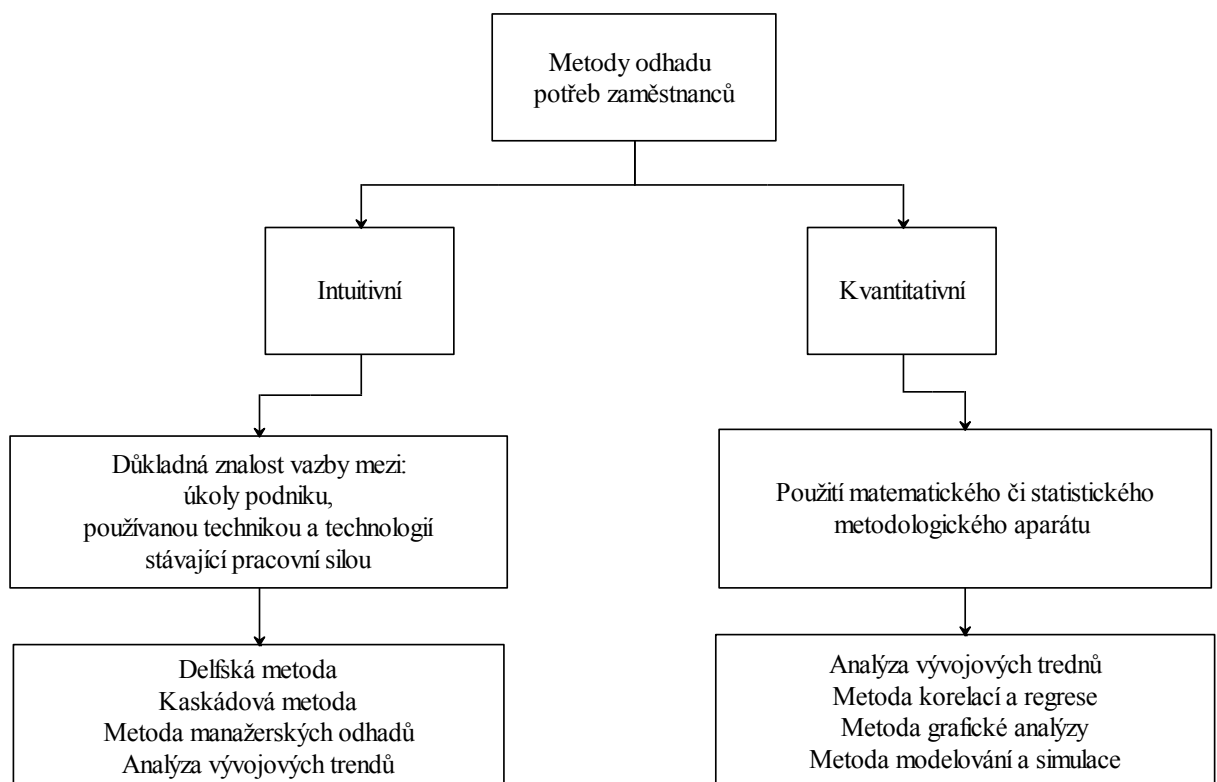 Metody odhadu
potřeb zaměstnanců
Intuitivní
Kvantitativní
Důkladná znalost vazby mezi:
úkoly podniku,
používanou technikou a technologií
stávající pracovní silou
Použití matematického či statistického
metodologického aparátu
Delfská metoda
Kaskádová metoda
Metoda manažerských odhadů
Analýza vývojových trendů
Analýza vývojových trednů
Metoda korelací a regrese
Metoda grafické analýzy
Metoda modelování a simulace